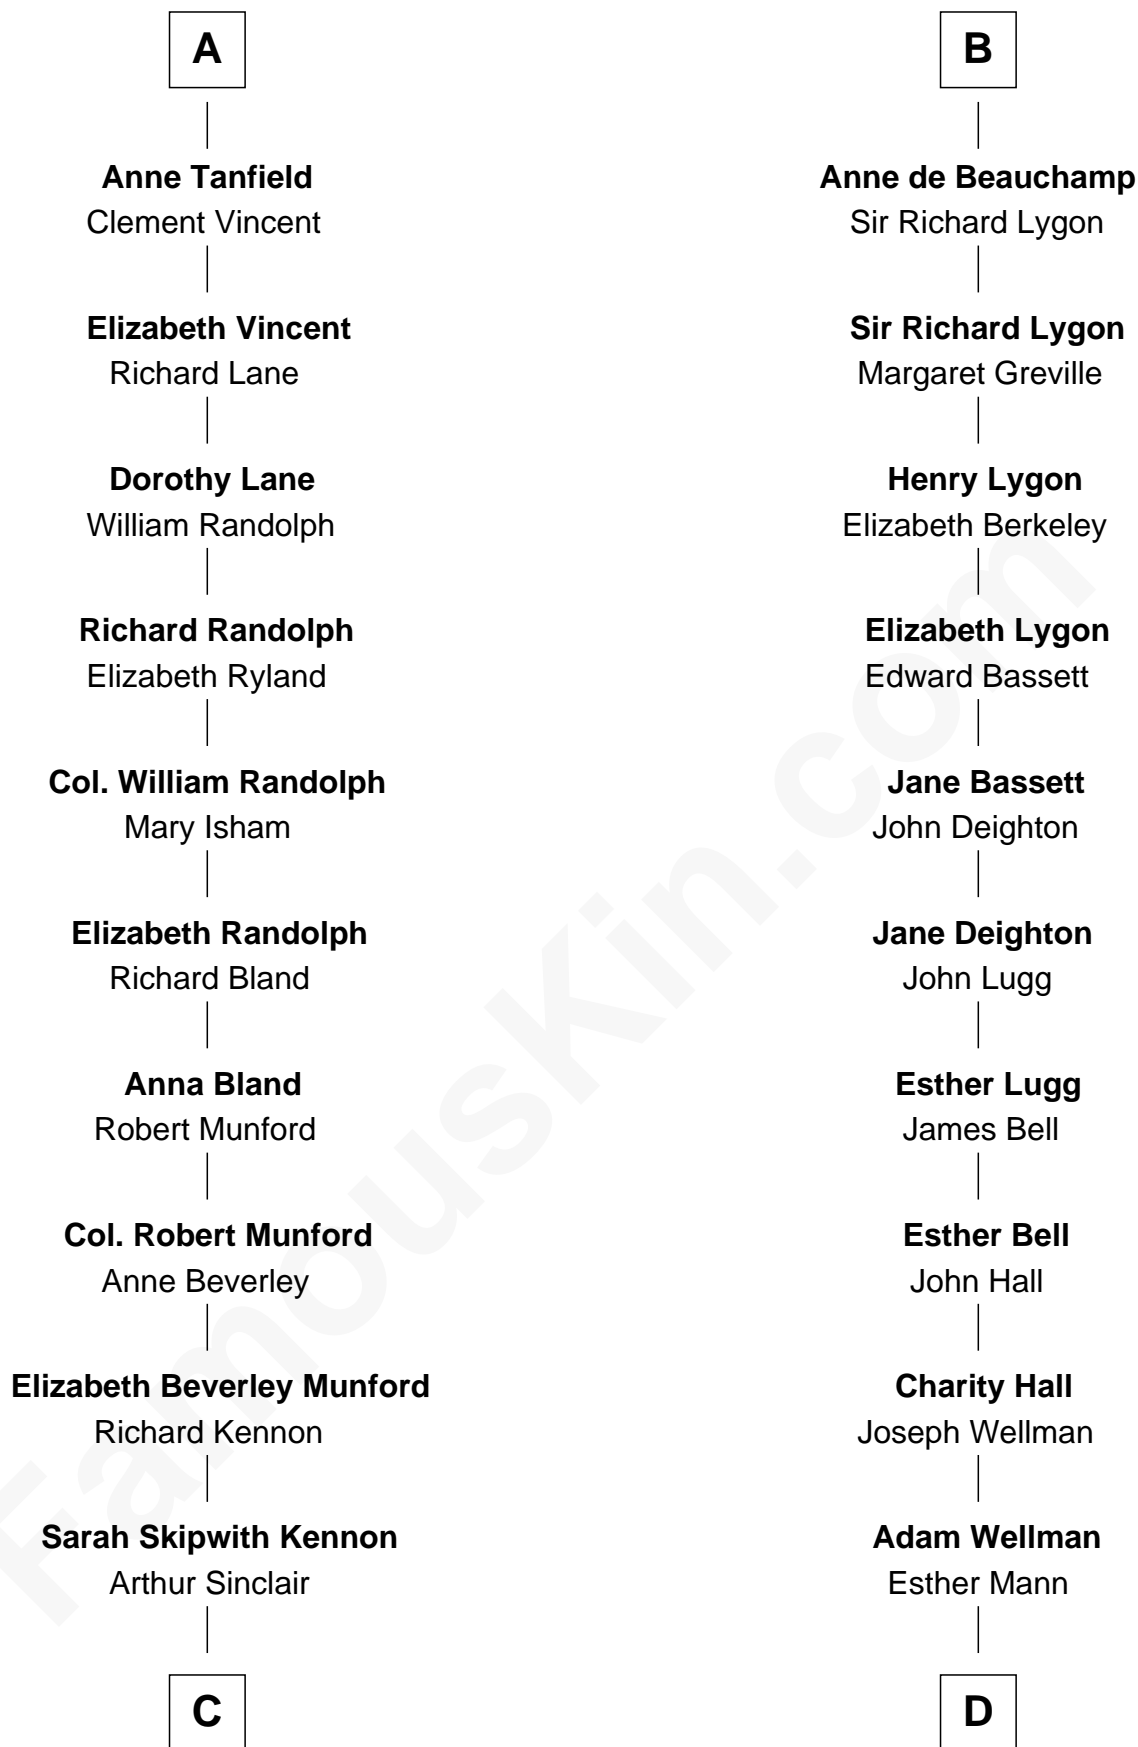 A
Anne Tanfield
Clement Vincent
Elizabeth Vincent
Richard Lane
Dorothy Lane
William Randolph
Richard Randolph
Elizabeth Ryland
Col. William Randolph
Mary Isham
Elizabeth Randolph
Richard Bland
Anna Bland
Robert Munford
Col. Robert Munford
Anne Beverley
Elizabeth Beverley Munford
Richard Kennon
Sarah Skipwith Kennon
Arthur Sinclair
C
B
Anne de Beauchamp
Sir Richard Lygon
Sir Richard Lygon
Margaret Greville
Henry Lygon
Elizabeth Berkeley
Elizabeth Lygon
Edward Bassett
Jane Bassett
John Deighton
Jane Deighton
John Lugg
Esther Lugg
James Bell
Esther Bell
John Hall
Charity Hall
Joseph Wellman
Adam Wellman
Esther Mann
D
FamousKin.com